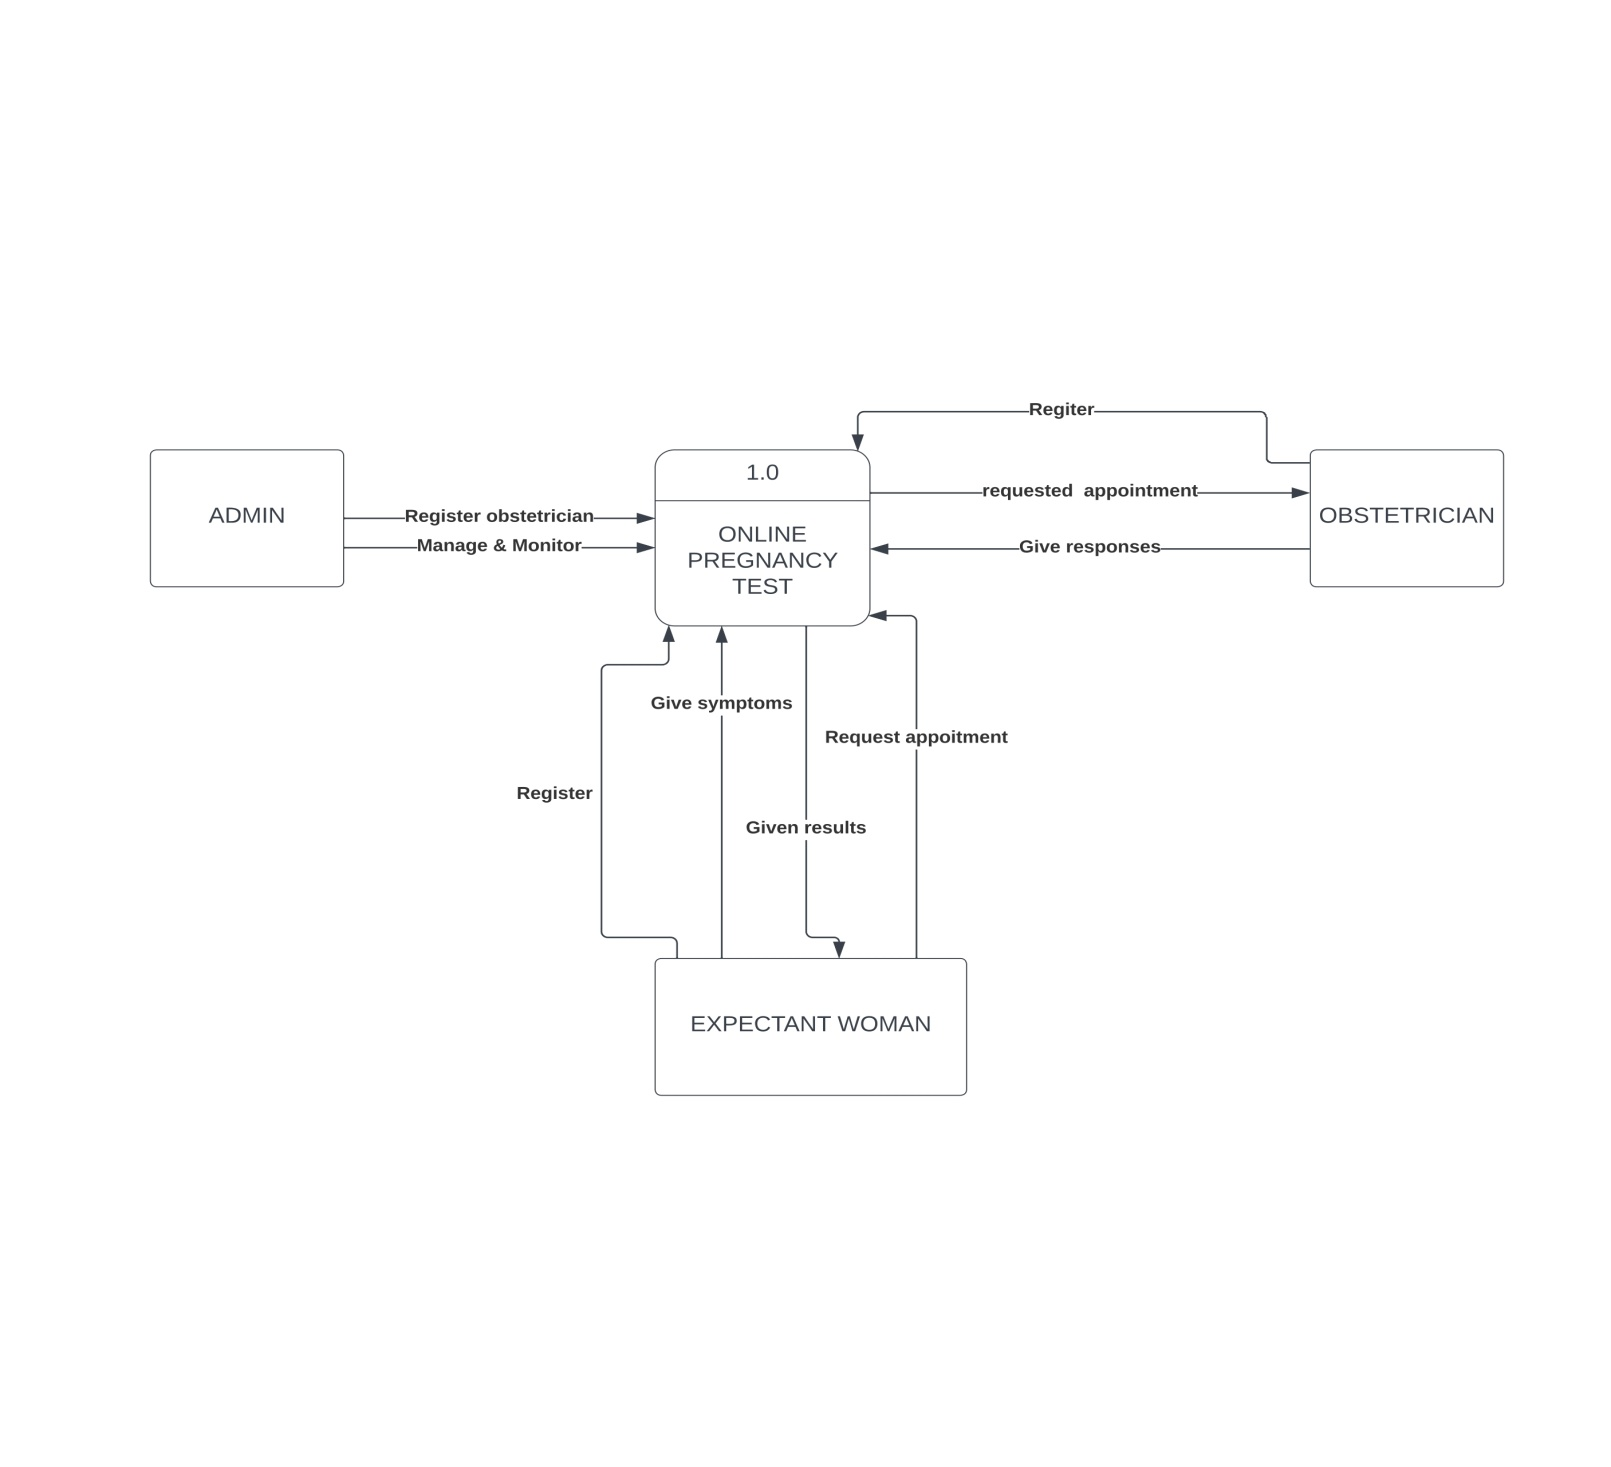 Regiter
1.0
requested  appointment
ADMIN
Register obstetrician
OBSTETRICIAN
ONLINE
PREGNANCY
TEST
Manage & Monitor
Give responses
Give symptoms
Request appoitment
Register
Given results
EXPECTANT WOMAN